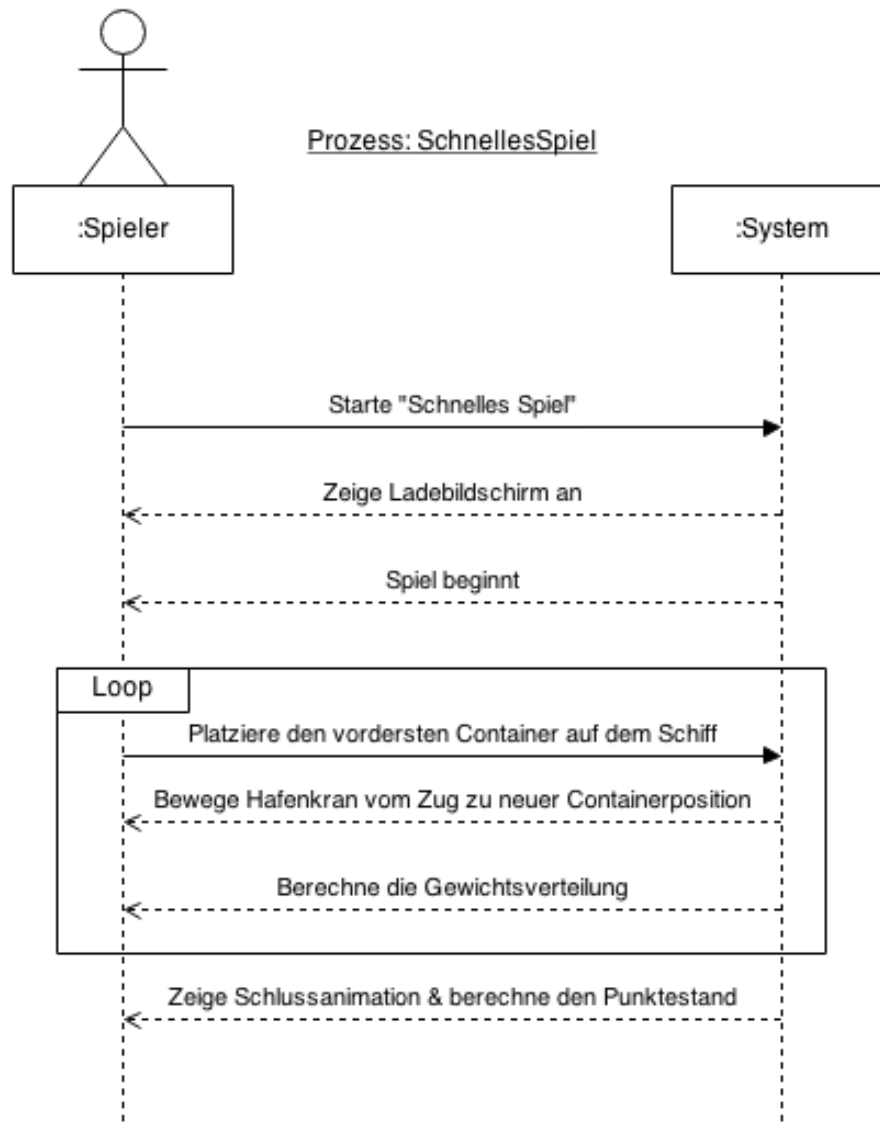 Prozess: SchnellesSpiel
:Spieler
:System
Starte "Schnelles Spiel"
Zeige Ladebildschirm an
Spiel beginnt
Loop
Platziere den vordersten Container auf dem Schiff
Bewege Hafenkran vom Zug zu neuer Containerposition
Berechne die Gewichtsverteilung
Zeige Schlussanimation & berechne den Punktestand